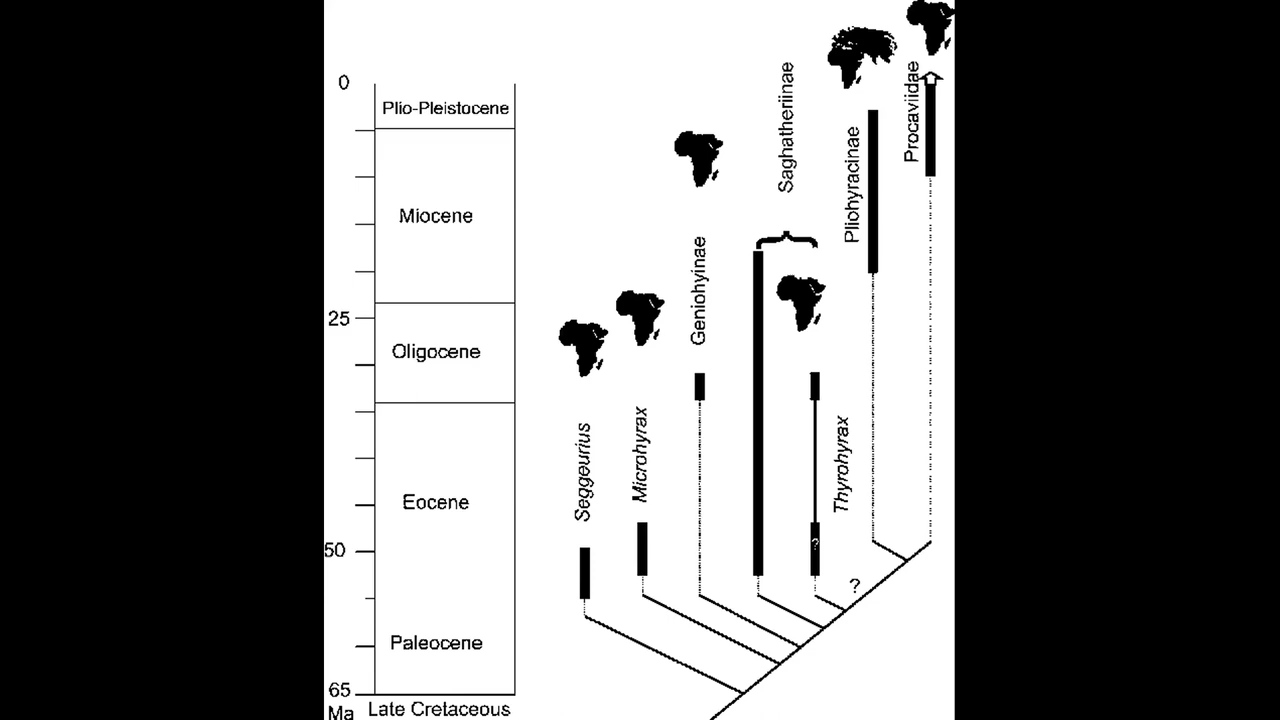 0
Plio-Pleistocene
Miocene
25
Oligocene
Eocene
50
Paleocene
65
Ma
Late Cretaceous
Seggeurius
Microhyrax
Geniohyinae
Saghatheriinae
Thyrohyrax
Pliohyracinae
Procaviidae
?
?